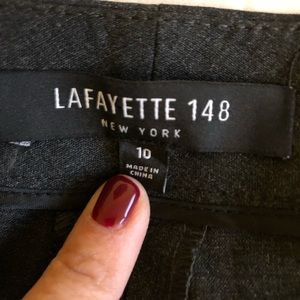 LAFAYETTE 148
NEW YORK
10
MADE IN
CHINA